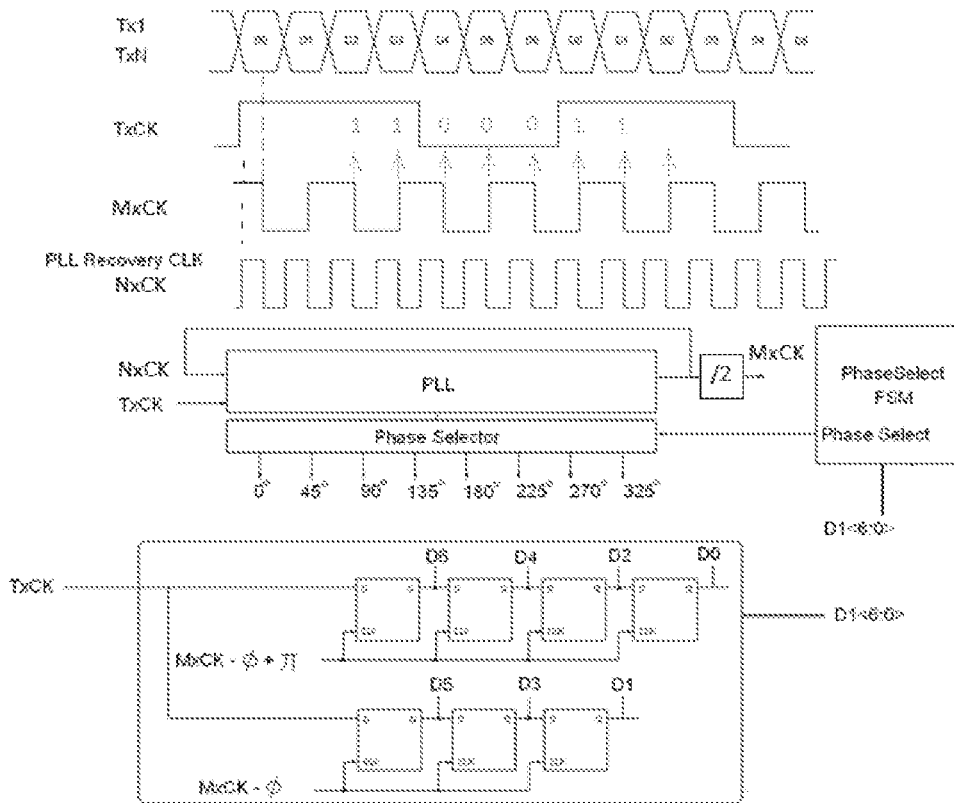 Tx1
TxN
TxCK
1 1 0 0 0 1 1
MxCK
PLL Recovery CLK
NxCK
NxCK
TxCK
PLL
/2
MxCK
Phase Selector
0° 45° 90° 135° 180° 225° 270° 325°
PhaseSelect
FSM
Phase Select
D1<6:0>
TxCK
D6 D4 D2 D0
D1<6:0>
MxCK - ϕ + π
D5 D3 D1
MxCK - ϕ